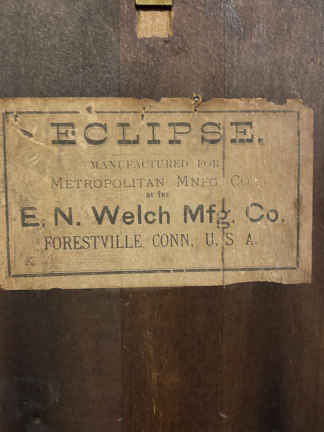 ECLIPSE.
MANUFACTURED FOR
METROPOLITAN MNFG. CO.
BY THE
E. N. Welch Mfg. Co.
FORESTVILLE CONN. U. S. A.